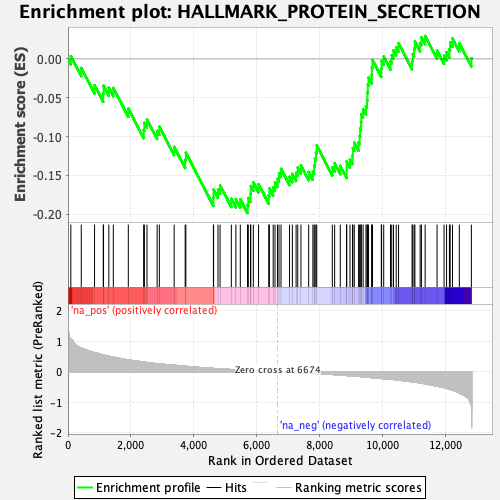 Enrichment plot: HALLMARK_PROTEIN_SECRETION
Enrichment score (ES)
0.00
-0.05
-0.10
-0.15
-0.20
'na_pos' (positively correlated)
Ranked list metric (PreRanked)
2
1
0
-1
-2
Zero cross at 6674
'na_neg' (negatively correlated)
0
2,000
4,000
6,000
8,000
10,000
12,000
Rank in Ordered Dataset
Enrichment profile
Hits
Ranking metric scores